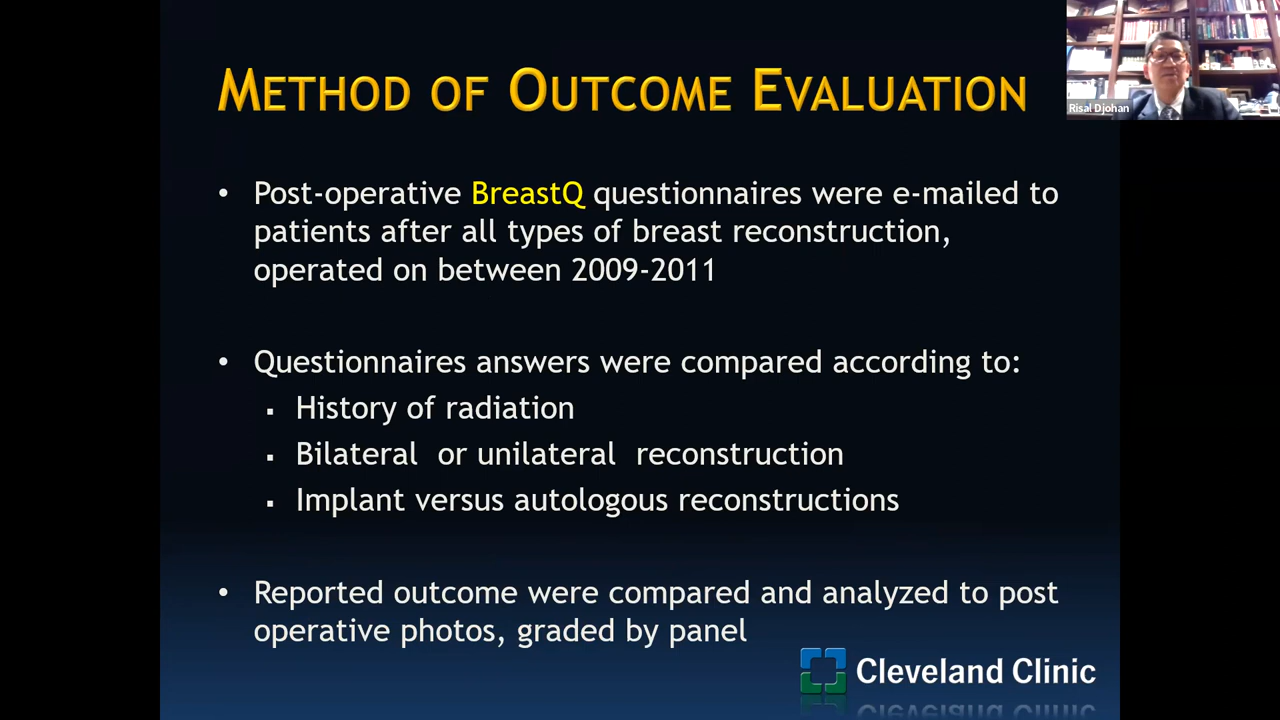 METHOD OF OUTCOME EVALUATION
Risal Djohan
• Post-operative BreastQ questionnaires were e-mailed to
patients after all types of breast reconstruction,
operated on between 2009-2011
• Questionnaires answers were compared according to:
▪ History of radiation
▪ Bilateral or unilateral reconstruction
▪ Implant versus autologous reconstructions
• Reported outcome were compared and analyzed to post
operative photos, graded by panel
Cleveland Clinic